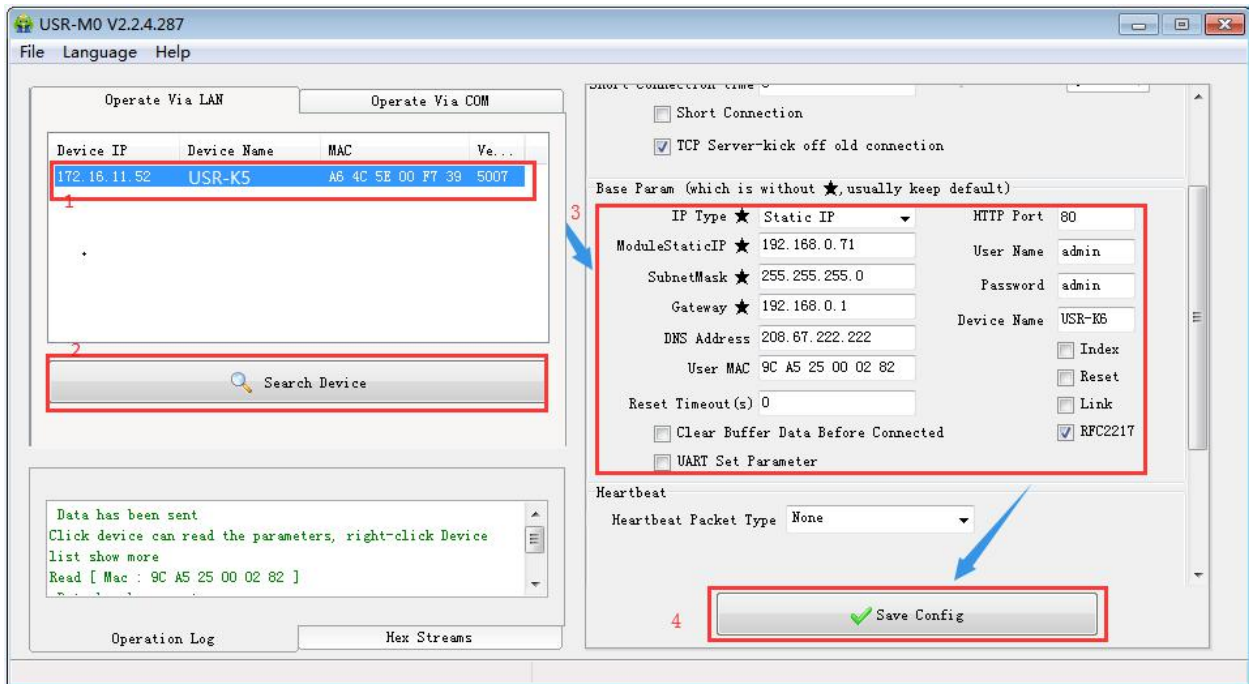 USR-M0 V2.2.4.287
File Language Help
Operate Via LAN Operate Via COM
Device IP Device Name MAC Ve...
172.16.11.52 USR-K5 A6 4C 5E 00 F7 39 5007
1
2
Search Device
Data has been sent
Click device can read the parameters, right-click Device
list show more
Read [ Mac : 9C A5 25 00 02 82 ]
Operation Log Hex Streams
Short Connection
TCP Server-kick off old connection
Base Param (which is without ★,usually keep default)
3
IP Type ★ Static IP HTTP Port 80
ModuleStaticIP ★ 192.168.0.71 User Name admin
SubnetMask ★ 255.255.255.0 Password admin
Gateway ★ 192.168.0.1 Device Name USR-K6
DNS Address 208.67.222.222 Index
User MAC 9C A5 25 00 02 82 Reset
Reset Timeout(s) 0 Link
Clear Buffer Data Before Connected RFC2217
UART Set Parameter
Heartbeat
Heartbeat Packet Type None
4 Save Config